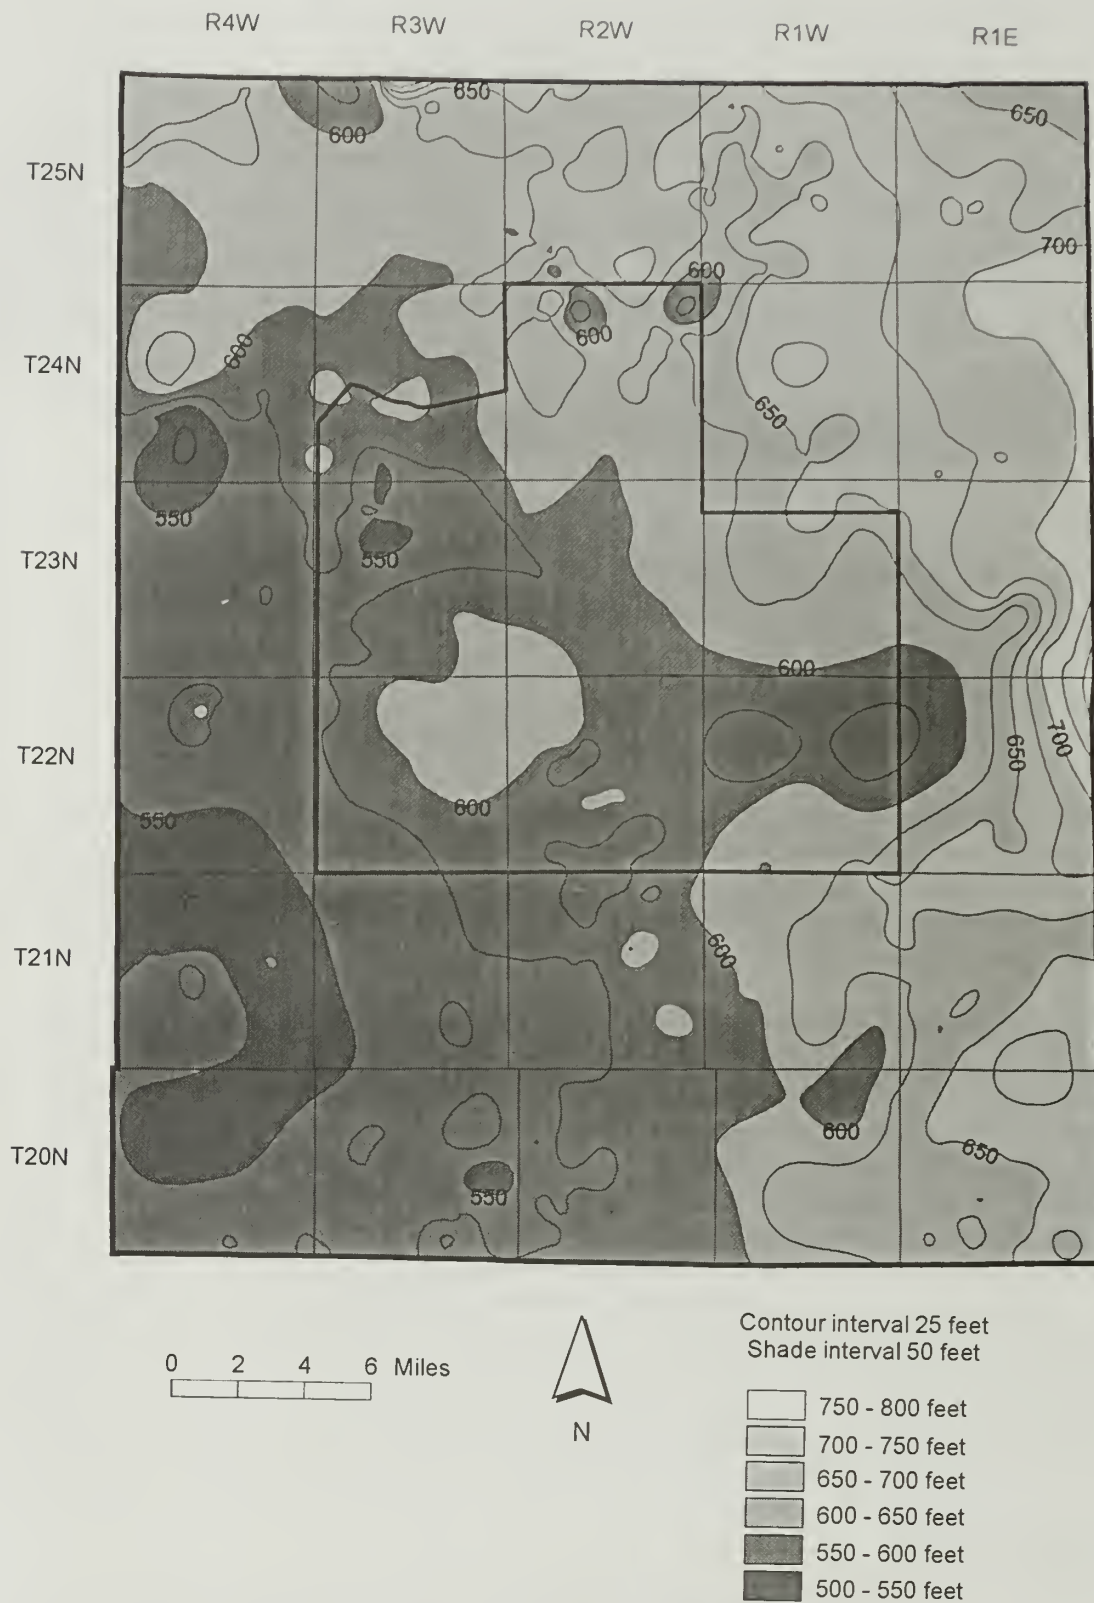 R4W R3W R2W R1W R1E
650
650
600
T25N
700
600
600
T24N
600
650
550
550
T23N
600
T22N
650
700
550
600
T21N
600
T20N
600
650
550
Contour interval 25 feet
Shade interval 50 feet
0 2 4 6 Miles
N
750 - 800 feet
700 - 750 feet
650 - 700 feet
600 - 650 feet
550 - 600 feet
500 - 550 feet